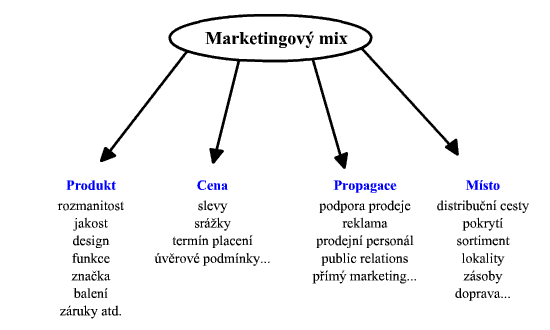 Marketingový mix
Produkt
rozmanitost
jakost
design
funkce
značka
balení
záruky atd.
Cena
slevy
srážky
termín placení
úvěrové podmínky...
Propagace
podpora prodeje
reklama
prodejní personál
public relations
přímý marketing...
Místo
distribuční cesty
pokrytí
sortiment
lokality
zásoby
doprava...